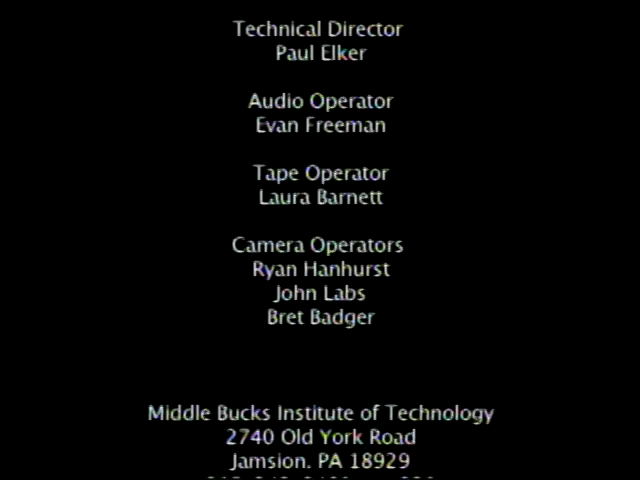 Technical Director
Paul Elker
Audio Operator
Evan Freeman
Tape Operator
Laura Barnett
Camera Operators
Ryan Hanhurst
John Labs
Bret Badger
Middle Bucks Institute of Technology
2740 Old York Road
Jamsion. PA 18929